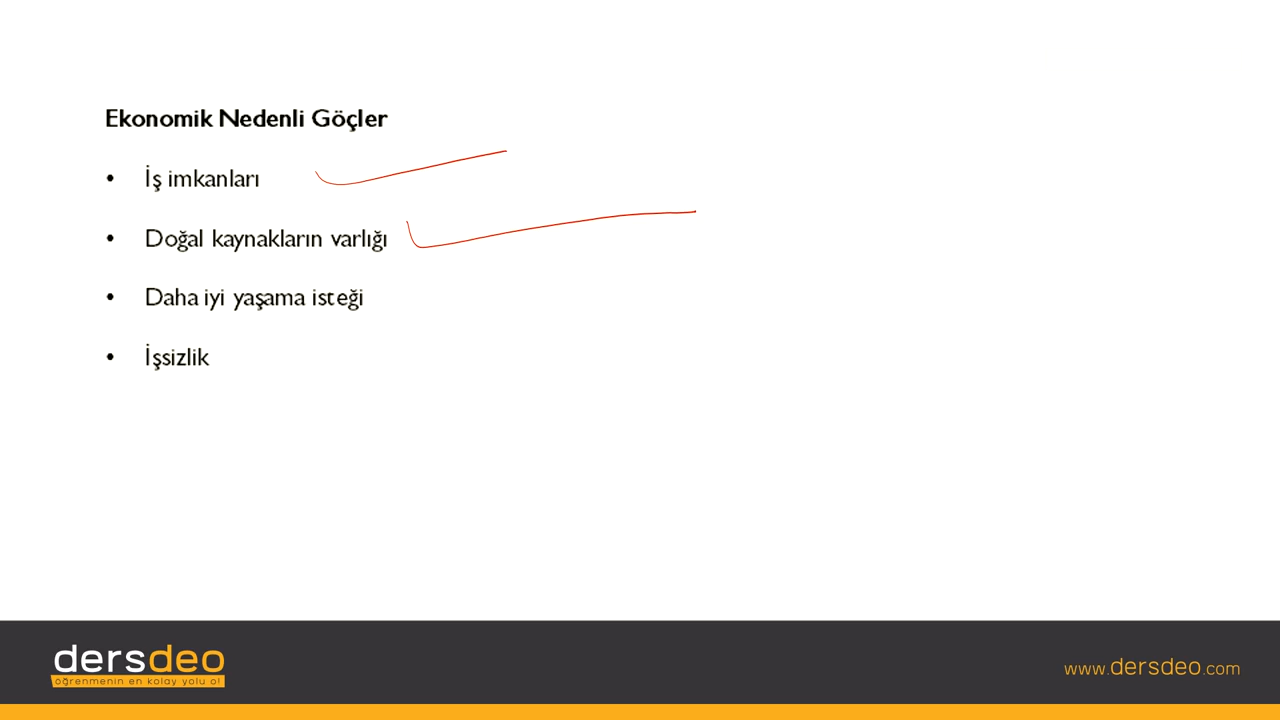 Ekonomik Nedenli Göçler
• İş imkanları
• Doğal kaynakların varlığı
• Daha iyi yaşama isteği
• İşsizlik
dersdeo
öğrenmenin en kolay yolu o!
www.dersdeo.com